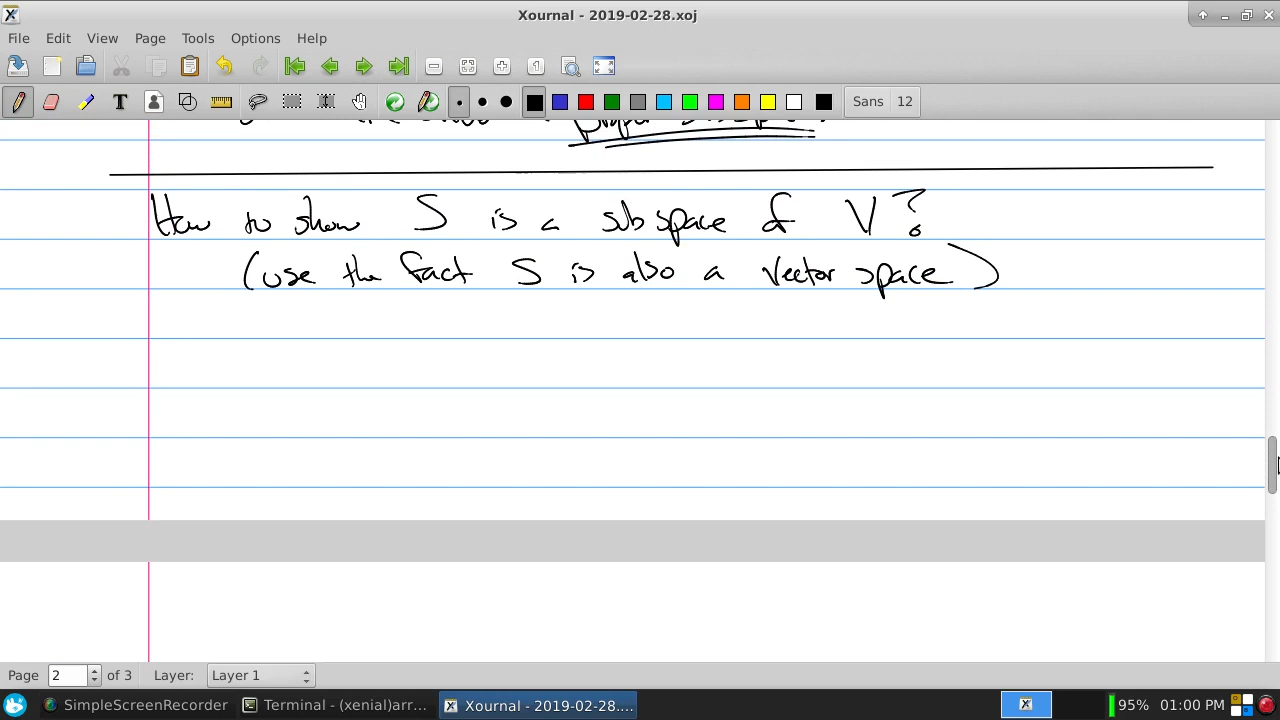 Xournal - 2019-02-28.xoj
File Edit View Page Tools Options Help
Sans 12
proper
How to show S is a subspace of V?
(use the fact S is also a vector space)
Page 2 of 3 Layer: Layer 1
SimpleScreenRecorder Terminal - (xenial)arr... Xournal - 2019-02-28.... 95% 01:00 PM